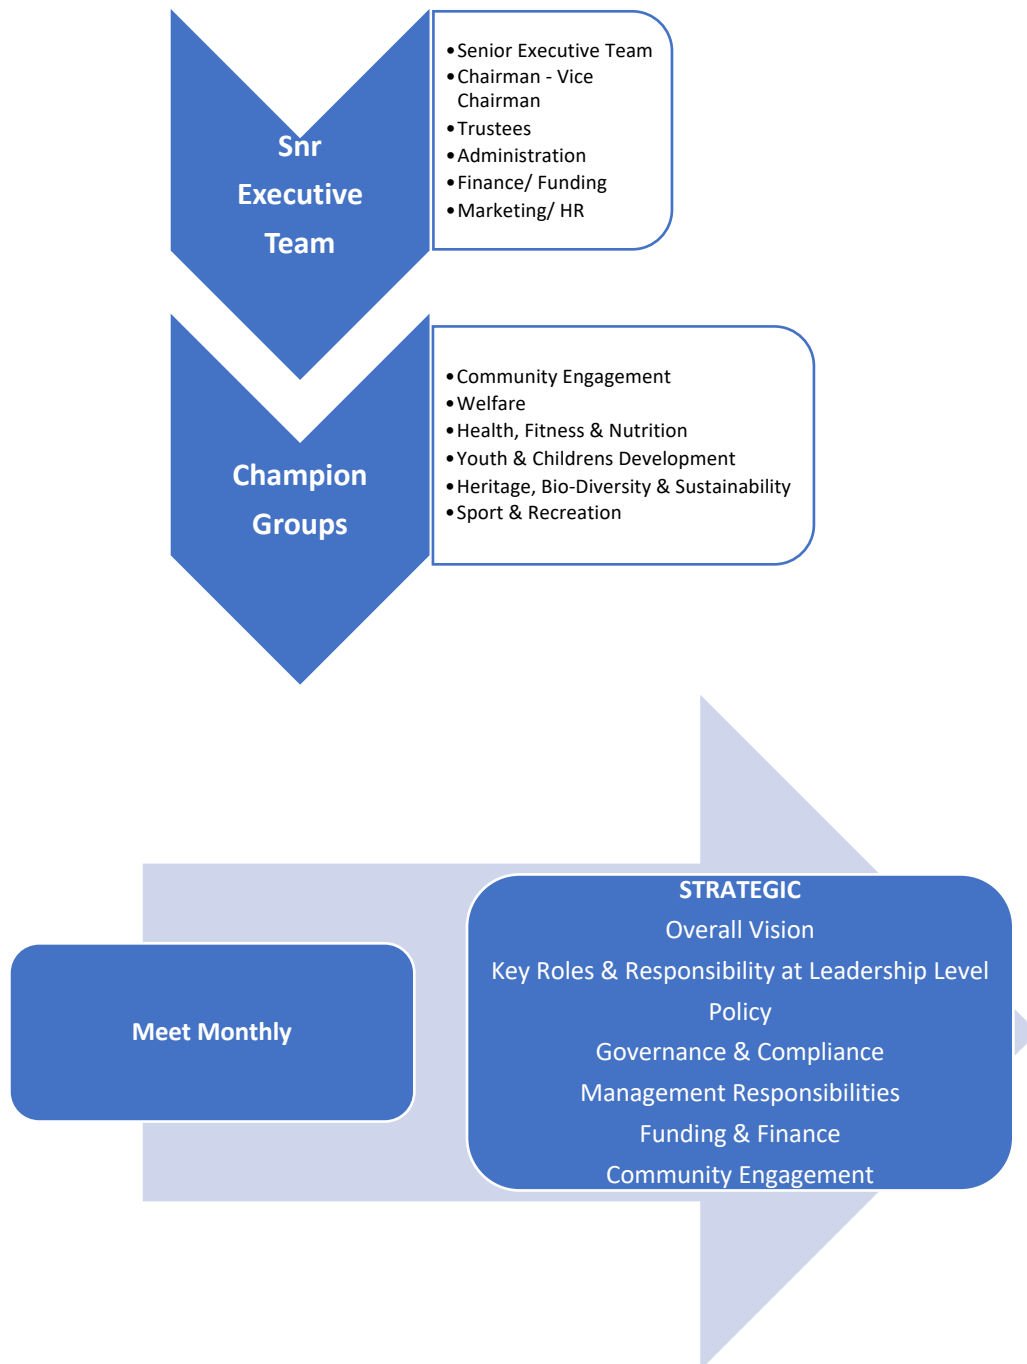 Snr
Executive
Team
•Senior Executive Team
•Chairman - Vice
Chairman
•Trustees
•Administration
•Finance/ Funding
•Marketing/ HR
Champion
Groups
•Community Engagement
•Welfare
•Health, Fitness & Nutrition
•Youth & Childrens Development
•Heritage, Bio-Diversity & Sustainability
•Sport & Recreation
Meet Monthly
STRATEGIC
Overall Vision
Key Roles & Responsibility at Leadership Level
Policy
Governance & Compliance
Management Responsibilities
Funding & Finance
Community Engagement